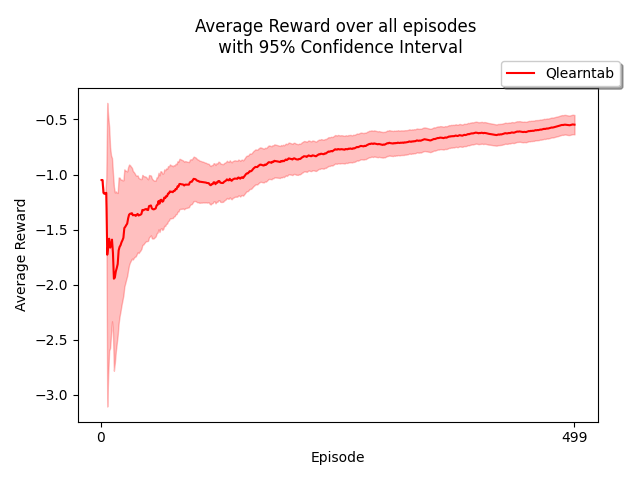 Average Reward over all episodes
with 95% Confidence Interval
Qlearntab
−0.5
−1.0
−1.5
−2.0
−2.5
−3.0
Average Reward
0
499
Episode